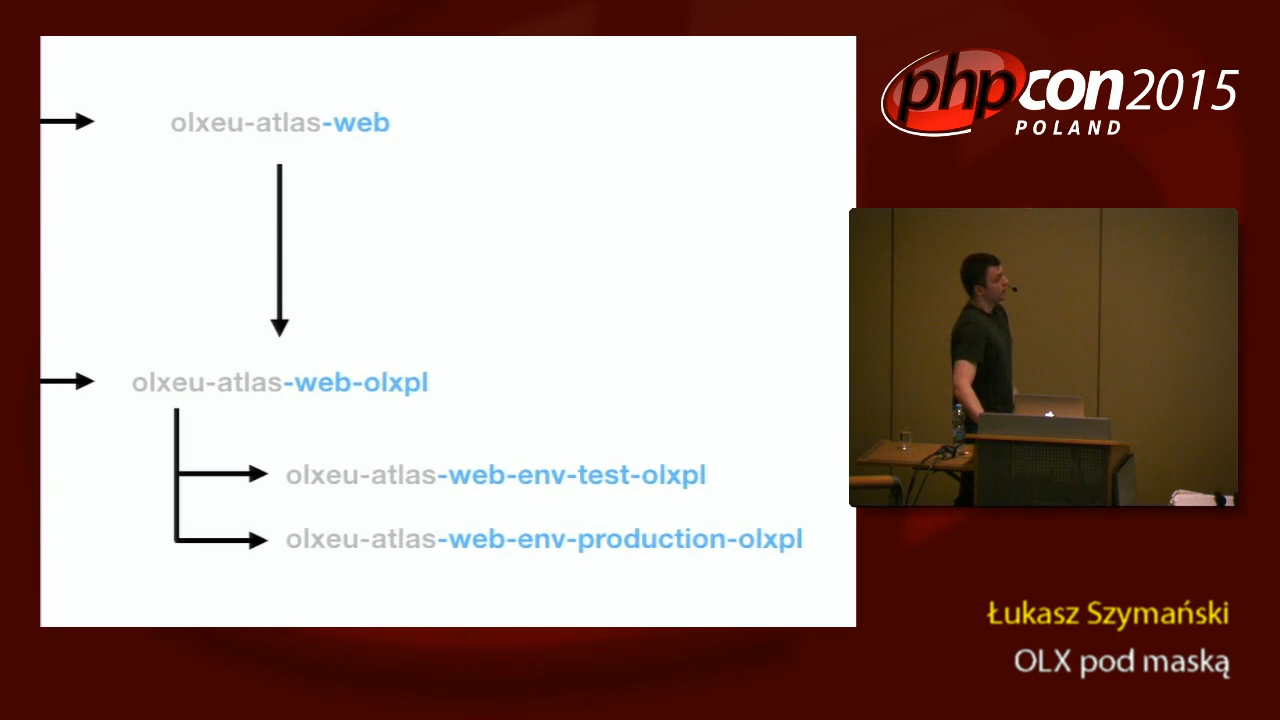 olxeu-atlas-web
olxeu-atlas-web-olxpl
olxeu-atlas-web-env-test-olxpl
olxeu-atlas-web-env-production-olxpl
phpcon2015
POLAND
Łukasz Szymański
OLX pod maską